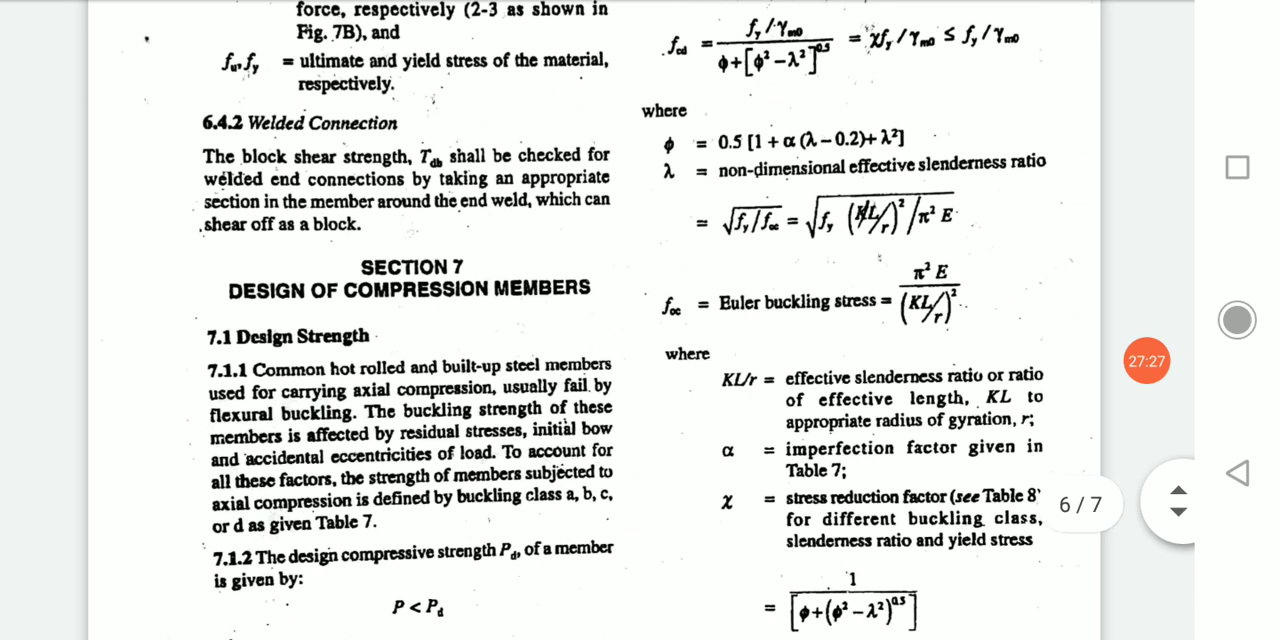 force, respectively (2-3 as shown in
Fig. 7B), and
fu, fy = ultimate and yield stress of the material,
respectively.
6.4.2 Welded Connection
The block shear strength, Tdb shall be checked for
welded end connections by taking an appropriate
section in the member around the end weld, which can
shear off as a block.
SECTION 7
DESIGN OF COMPRESSION MEMBERS
7.1 Design Strength
7.1.1 Common hot rolled and built-up steel members
used for carrying axial compression, usually fail by
flexural buckling. The buckling strength of these
members is affected by residual stresses, initial bow
and accidental eccentricities of load. To account for
all these factors, the strength of members subjected to
axial compression is defined by buckling class a, b, c,
or d as given Table 7.
7.1.2 The design compressive strength Pd, of a member
is given by:
P < Pd
fcd = fy / γm0 / ϕ+[ϕ² − λ²]^0.5 = χfy / γm0 ≤ fy / γm0
where
ϕ = 0.5 [1 + α (λ − 0.2)+ λ²]
λ = non-dimensional effective slenderness ratio
= √fy / fcc = √fy (KL/r)² / π² E
fcc = Euler buckling stress = π² E / (KL/r)²
where
KL/r = effective slenderness ratio or ratio
of effective length, KL to
appropriate radius of gyration, r;
α = imperfection factor given in
Table 7;
χ = stress reduction factor (see Table 8)
for different buckling class,
slenderness ratio and yield stress
= 1 / [ϕ+(ϕ² − λ²)^0.5]
27:27
6 / 7